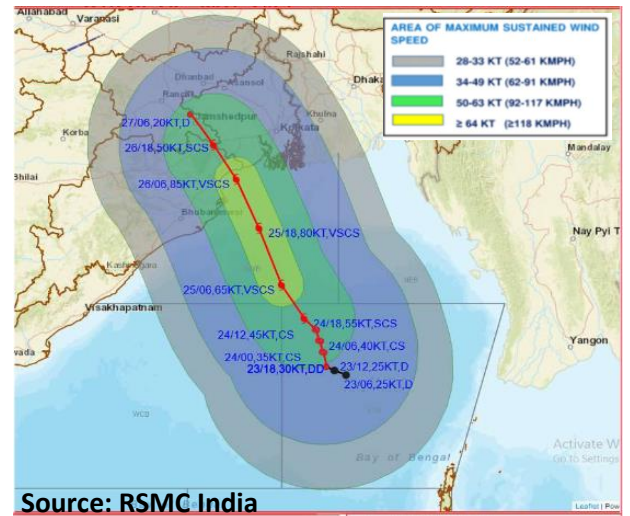 Allahabad
Varanasi
AREA OF MAXIMUM SUSTAINED WIND
SPEED
28-33 KT (52-61 KMPH)
34-49 KT (62-91 KMPH)
50-63 KT (92-117 KMPH)
≥ 64 KT (≥118 KMPH)
Rajshahi
Dhanbad
Asansol
Dhaka
Ranchi
Jamshedpur
Khulna
27/06,20KT,D
Kolkata
Korba
26/18,50KT,SCS
Mandalay
Bhilai
26/06,85KT,VSCS
Bhubaneswar
25/18,80KT,VSCS
Nay Pyi
25/06,65KT,VSCS
Visakhapatnam
24/18,55KT,SCS
24/12,45KT,CS
24/06,40KT,CS
Yangon
24/00,35KT,CS
23/12,25KT,D
23/18,30KT,DD
23/06,25KT,D
WCB
Activate W
Go to Settings
Bay of Bengal
Source: RSMC India
Leaflet | Pow